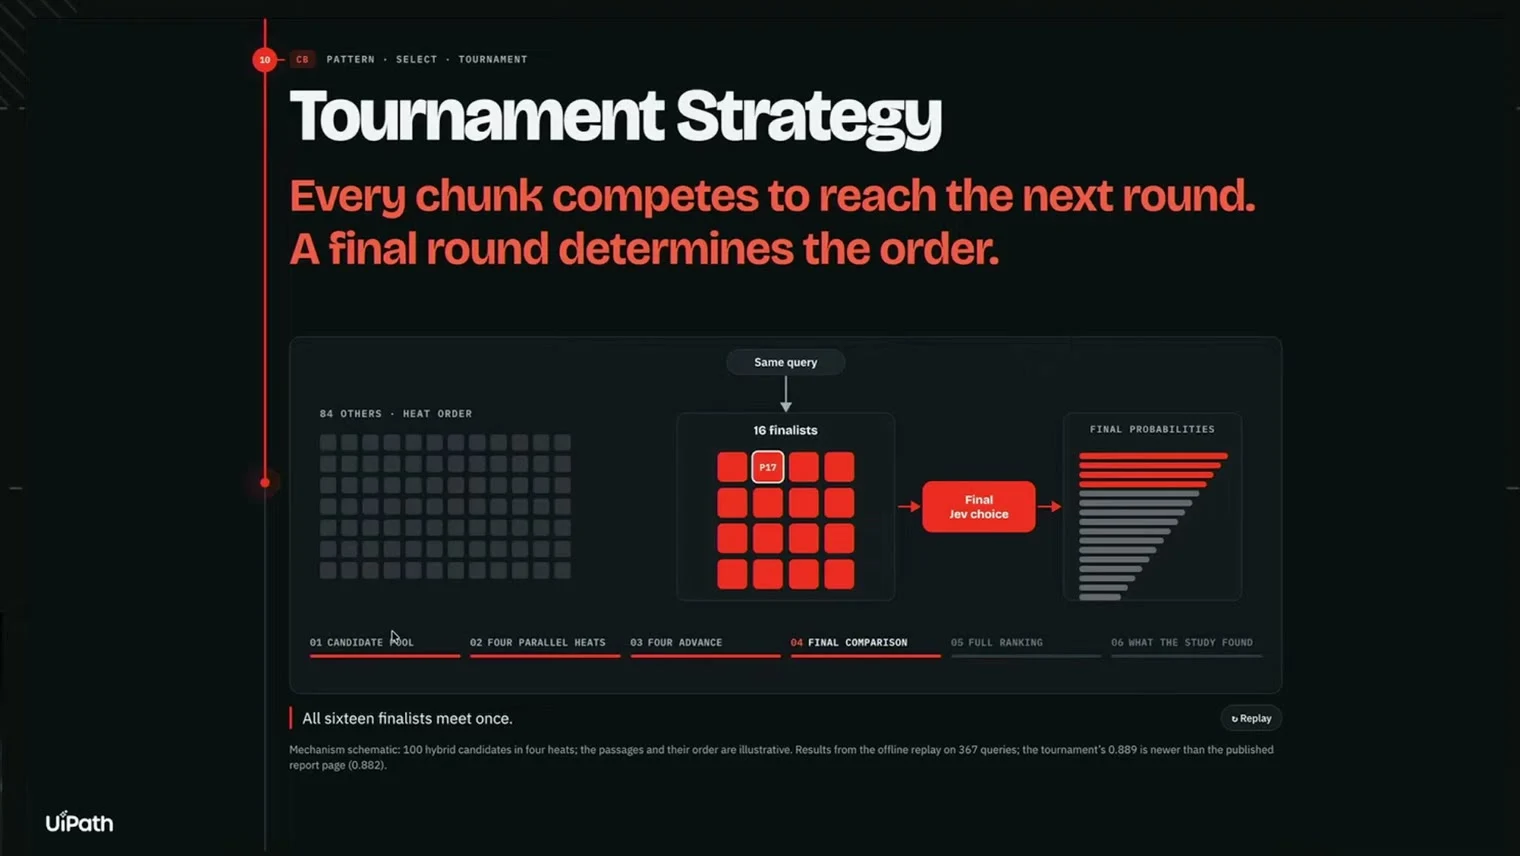 10 CB PATTERN · SELECT · TOURNAMENT
Tournament Strategy
Every chunk competes to reach the next round.
A final round determines the order.
Same query
84 OTHERS · HEAT ORDER
16 finalists
P17
Final
Jev choice
FINAL PROBABILITIES
01 CANDIDATE POOL
02 FOUR PARALLEL HEATS
03 FOUR ADVANCE
04 FINAL COMPARISON
05 FULL RANKING
06 WHAT THE STUDY FOUND
All sixteen finalists meet once.
↻ Replay
Mechanism schematic: 100 hybrid candidates in four heats; the passages and their order are illustrative. Results from the offline replay on 367 queries; the tournament's 0.889 is newer than the published
report page (0.882).
UiPath